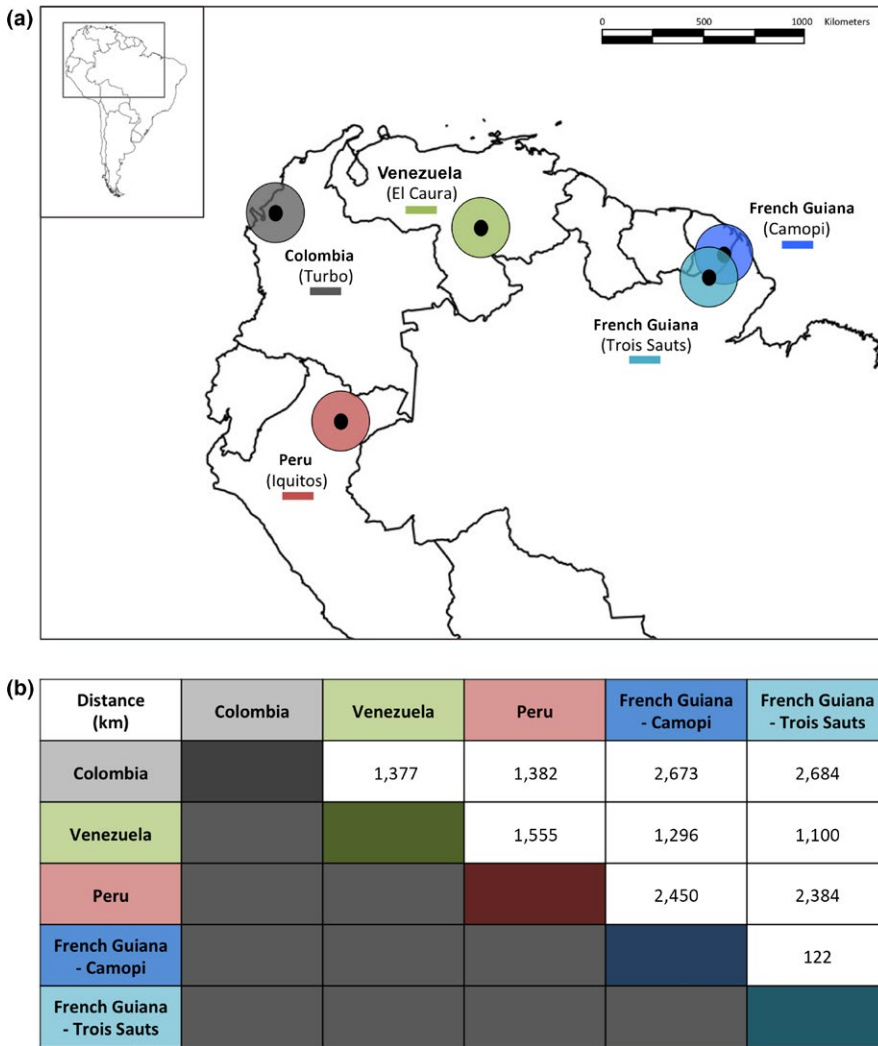 (a)
0 500 1000 Kilometers
Venezuela
(El Caura)
French Guiana
(Camopi)
Colombia
(Turbo)
French Guiana
(Trois Sauts)
Peru
(Iquitos)
(b)
Distance
(km)
Colombia
Venezuela
Peru
French Guiana
- Camopi
French Guiana
- Trois Sauts
Colombia
1,377
1,382
2,673
2,684
Venezuela
1,555
1,296
1,100
Peru
2,450
2,384
French Guiana
- Camopi
122
French Guiana
- Trois Sauts